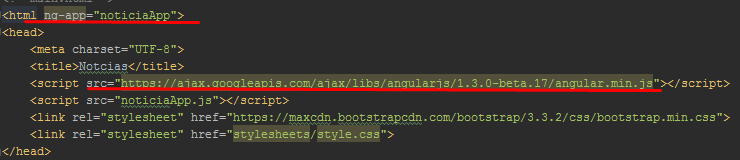 <html ng-app="noticiaApp">
<head>
<meta charset="UTF-8">
<title>Notcias</title>
<script src="https://ajax.googleapis.com/ajax/libs/angularjs/1.3.0-beta.17/angular.min.js"></script>
<script src="noticiaApp.js"></script>
<link rel="stylesheet" href="https://maxcdn.bootstrapcdn.com/bootstrap/3.3.2/css/bootstrap.min.css">
<link rel="stylesheet" href="stylesheets/style.css">
</head>